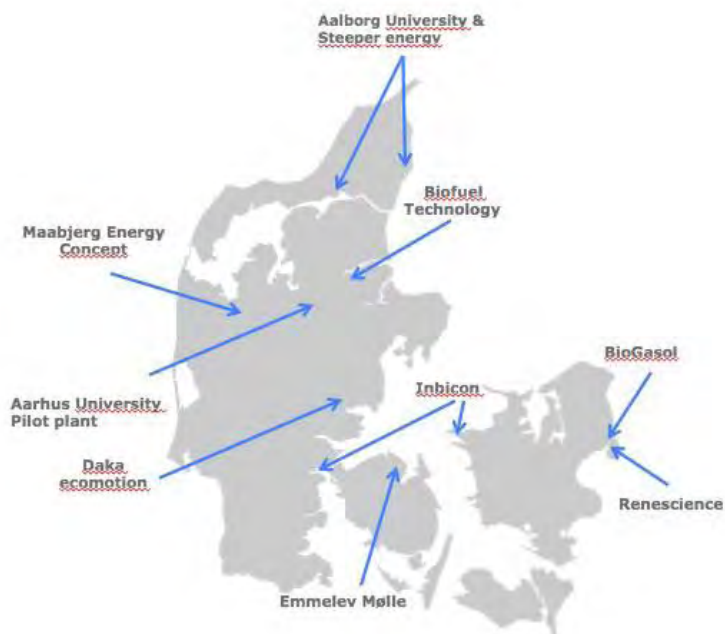 Aalborg University &
Steeper energy
Biofuel
Technology
Maabjerg Energy
Concept
BioGasol
Inbicon
Aarhus University
Pilot plant
Daka
ecomotion
Renescience
Emmelev Mølle